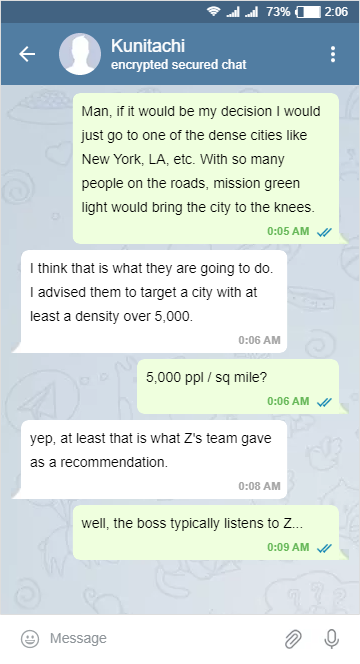 73% 2:06
Kunitachi
encrypted secured chat
Man, if it would be my decision I would
just go to one of the dense cities like
New York, LA, etc. With so many
people on the roads, mission green
light would bring the city to the knees.
0:05 AM
I think that is what they are going to do.
I advised them to target a city with at
least a density over 5,000.
0:06 AM
5,000 ppl / sq mile?
0:06 AM
yep, at least that is what Z's team gave
as a recommendation.
0:08 AM
well, the boss typically listens to Z...
0:09 AM
Message